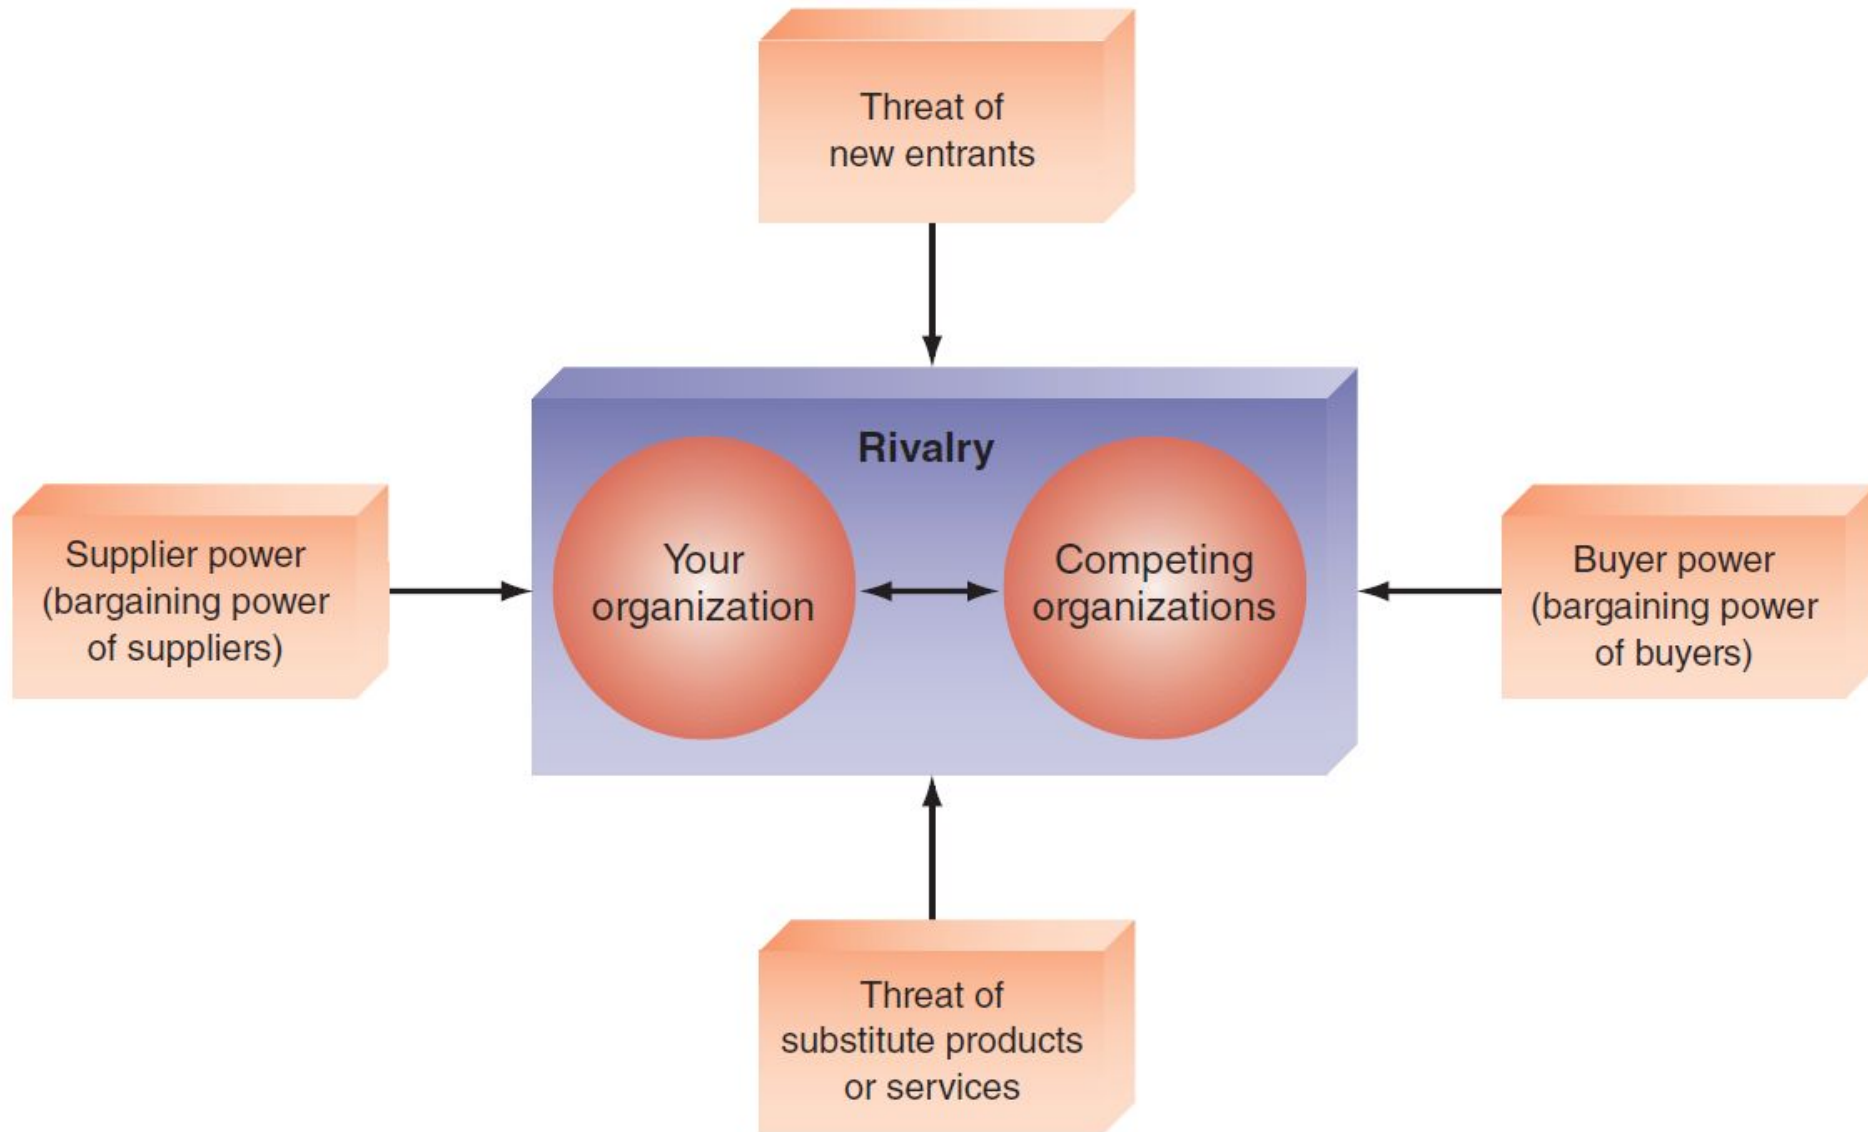 Threat of
new entrants
Rivalry
Supplier power
(bargaining power
of suppliers)
Your
organization
Competing
organizations
Buyer power
(bargaining power
of buyers)
Threat of
substitute products
or services